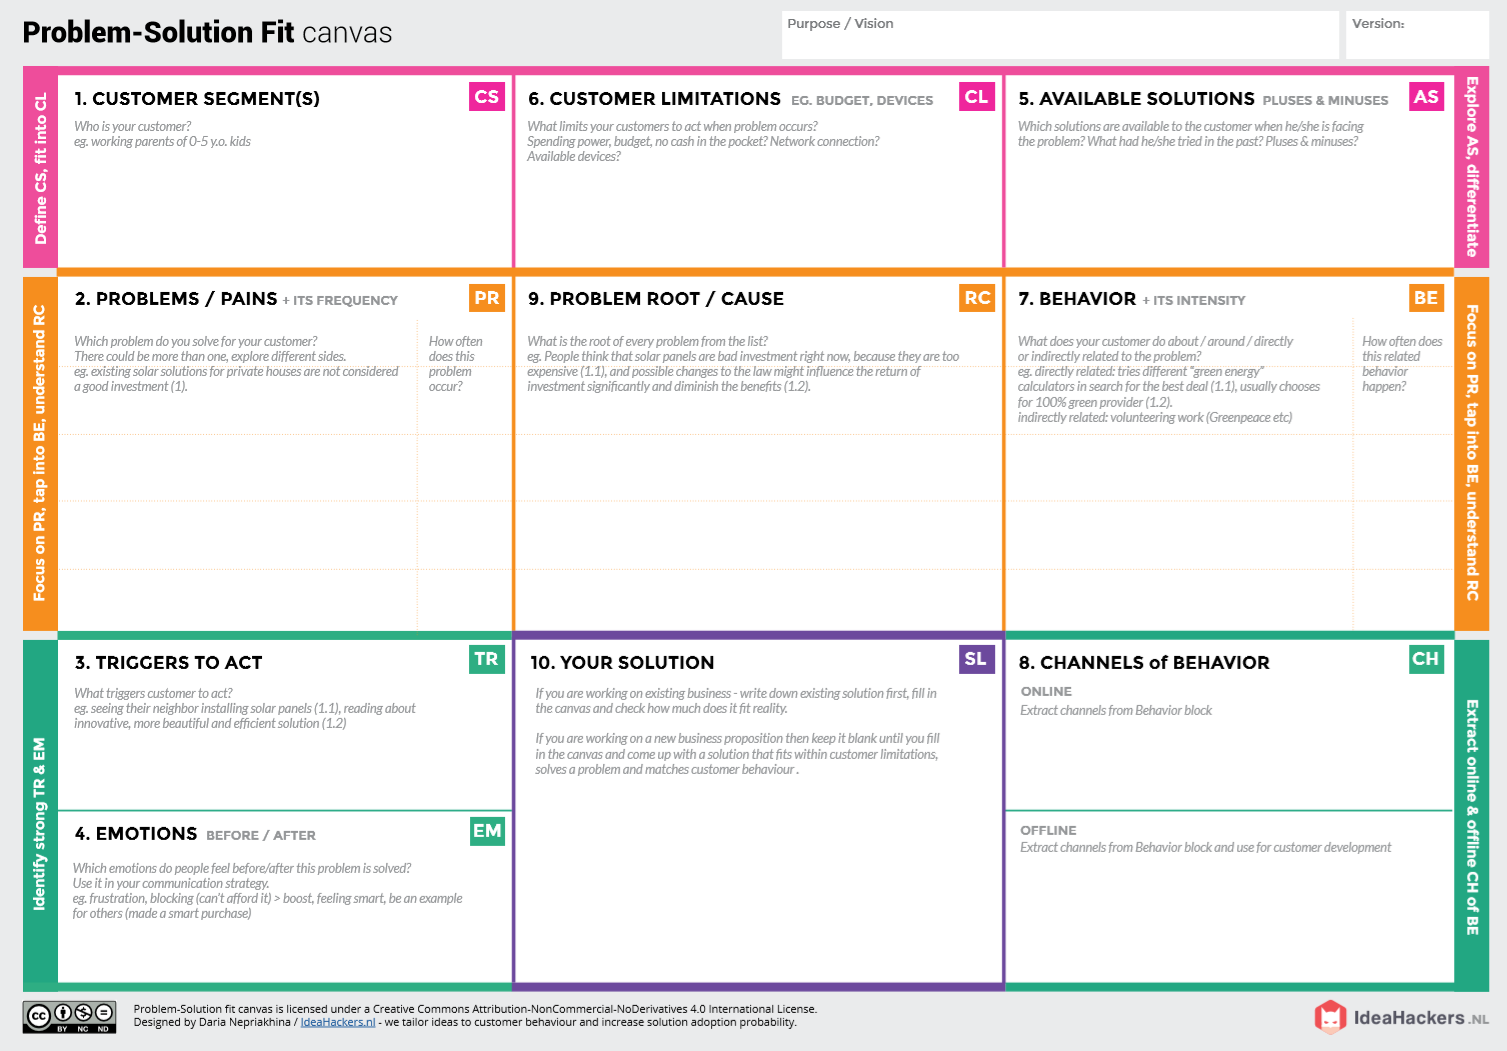 Problem-Solution Fit canvas
Purpose / Vision
Version:
Define CS, fit into CL
1. CUSTOMER SEGMENT(S)
CS
Who is your customer?
eg. working parents of 0-5 y.o. kids
6. CUSTOMER LIMITATIONS EG. BUDGET, DEVICES
CL
What limits your customers to act when problem occurs?
Spending power, budget, no cash in the pocket? Network connection?
Available devices?
5. AVAILABLE SOLUTIONS PLUSES & MINUSES
AS
Which solutions are available to the customer when he/she is facing
the problem? What had he/she tried in the past? Pluses & minuses?
Explore AS, differentiate
Focus on PR, tap into BE, understand RC
2. PROBLEMS / PAINS + ITS FREQUENCY
PR
Which problem do you solve for your customer?
There could be more than one, explore different sides.
eg. existing solar solutions for private houses are not considered
a good investment (1).
How often
does this
problem
occur?
9. PROBLEM ROOT / CAUSE
RC
What is the root of every problem from the list?
eg. People think that solar panels are bad investment right now, because they are too
expensive (1.1), and possible changes to the law might influence the return of
investment significantly and diminish the benefits (1.2).
7. BEHAVIOR + ITS INTENSITY
BE
What does your customer do about / around / directly
or indirectly related to the problem?
eg. directly related: tries different "green energy"
calculators in search for the best deal (1.1), usually chooses
for 100% green provider (1.2).
indirectly related: volunteering work (Greenpeace etc)
How often does
this related
behavior
happen?
Focus on PR, tap into BE, understand RC
Identify strong TR & EM
3. TRIGGERS TO ACT
TR
What triggers customer to act?
eg. seeing their neighbor installing solar panels (1.1), reading about
innovative, more beautiful and efficient solution (1.2)
4. EMOTIONS BEFORE / AFTER
EM
Which emotions do people feel before/after this problem is solved?
Use it in your communication strategy.
eg. frustration, blocking (can't afford it) > boost, feeling smart, be an example
for others (made a smart purchase)
10. YOUR SOLUTION
SL
If you are working on existing business - write down existing solution first, fill in
the canvas and check how much does it fit reality.
If you are working on a new business proposition then keep it blank until you fill
in the canvas and come up with a solution that fits within customer limitations,
solves a problem and matches customer behaviour .
8. CHANNELS of BEHAVIOR
CH
ONLINE
Extract channels from Behavior block
OFFLINE
Extract channels from Behavior block and use for customer development
Extract online & offline CH of BE
cc
BY NC ND
Problem-Solution fit canvas is licensed under a Creative Commons Attribution-NonCommercial-NoDerivatives 4.0 International License.
Designed by Daria Nepriakhina / IdeaHackers.nl - we tailor ideas to customer behaviour and increase solution adoption probability.
IdeaHackers.NL